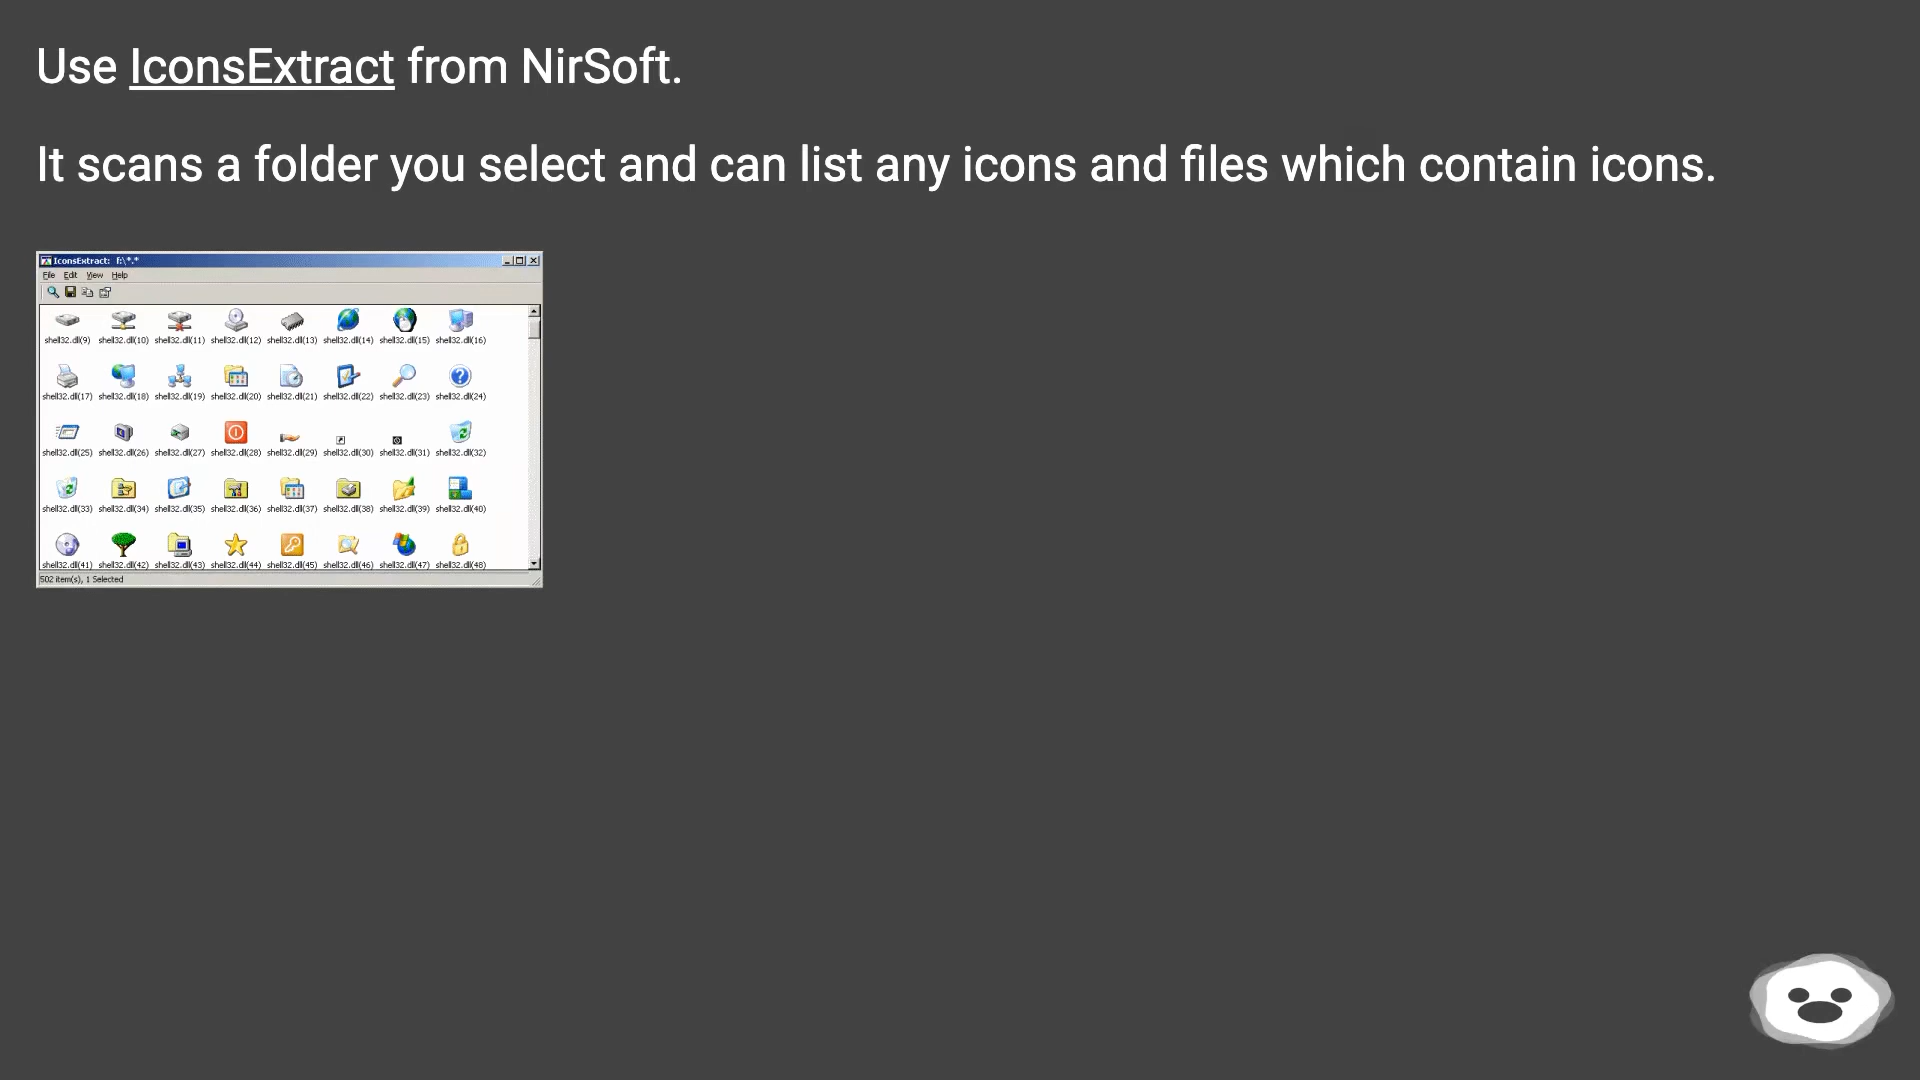 Use IconsExtract from NirSoft.
It scans a folder you select and can list any icons and files which contain icons.
IconsExtract: f:\*.*
File Edit View Help
shell32.dll(9) shell32.dll(10) shell32.dll(11) shell32.dll(12) shell32.dll(13) shell32.dll(14) shell32.dll(15) shell32.dll(16)
shell32.dll(17) shell32.dll(18) shell32.dll(19) shell32.dll(20) shell32.dll(21) shell32.dll(22) shell32.dll(23) shell32.dll(24)
shell32.dll(25) shell32.dll(26) shell32.dll(27) shell32.dll(28) shell32.dll(29) shell32.dll(30) shell32.dll(31) shell32.dll(32)
shell32.dll(33) shell32.dll(34) shell32.dll(35) shell32.dll(36) shell32.dll(37) shell32.dll(38) shell32.dll(39) shell32.dll(40)
shell32.dll(41) shell32.dll(42) shell32.dll(43) shell32.dll(44) shell32.dll(45) shell32.dll(46) shell32.dll(47) shell32.dll(48)
502 item(s), 1 Selected